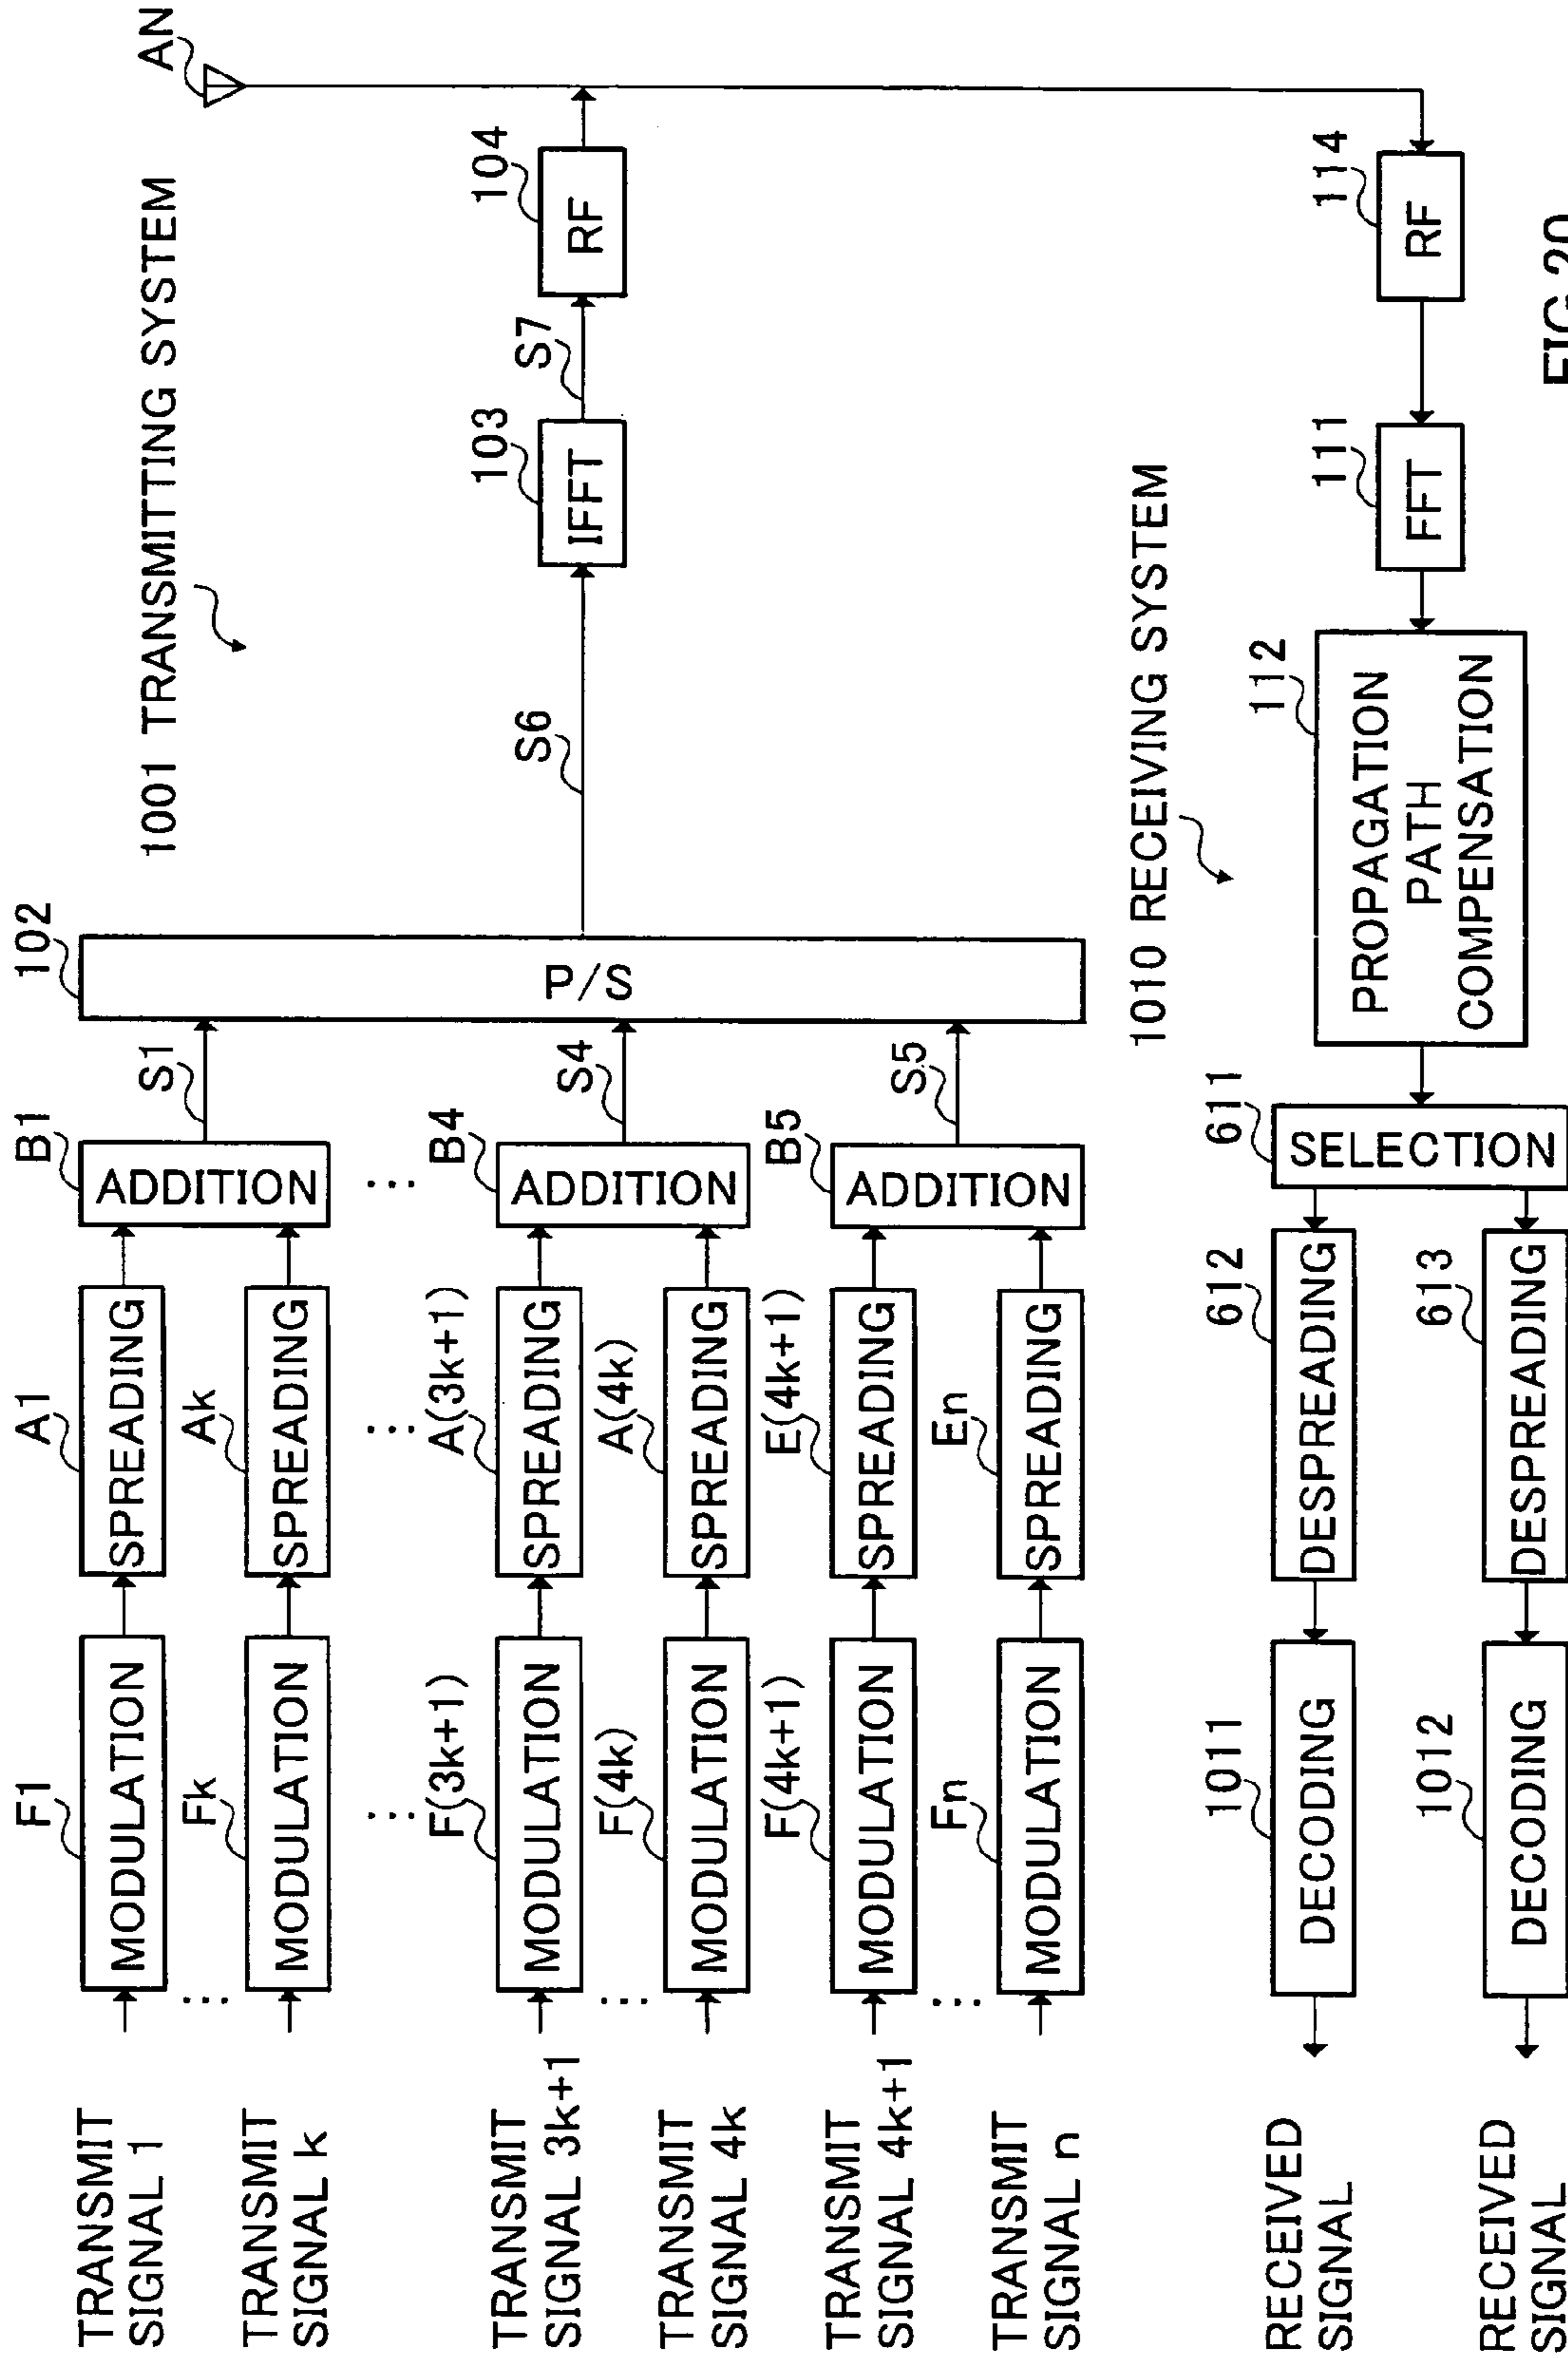 1001 TRANSMITTING SYSTEM
AN
TRANSMIT
SIGNAL 1
F1
MODULATION
A1
SPREADING
B1
ADDITION
S1
102
P/S
...
TRANSMIT
SIGNAL k
Fk
MODULATION
Ak
SPREADING
...
...
...
TRANSMIT
SIGNAL 3k+1
F(3k+1)
MODULATION
A(3k+1)
SPREADING
B4
ADDITION
S4
S6
103
IFFT
S7
104
RF
...
TRANSMIT
SIGNAL 4k
F(4k)
MODULATION
A(4k)
SPREADING
TRANSMIT
SIGNAL 4k+1
F(4k+1)
MODULATION
E(4k+1)
SPREADING
B5
ADDITION
S5
...
TRANSMIT
SIGNAL n
Fn
MODULATION
En
SPREADING
1010 RECEIVING SYSTEM
RECEIVED
SIGNAL
1011
DECODING
612
DESPREADING
611
SELECTION
112
PROPAGATION
PATH
COMPENSATION
111
FFT
114
RF
RECEIVED
SIGNAL
1012
DECODING
613
DESPREADING
FIG.20